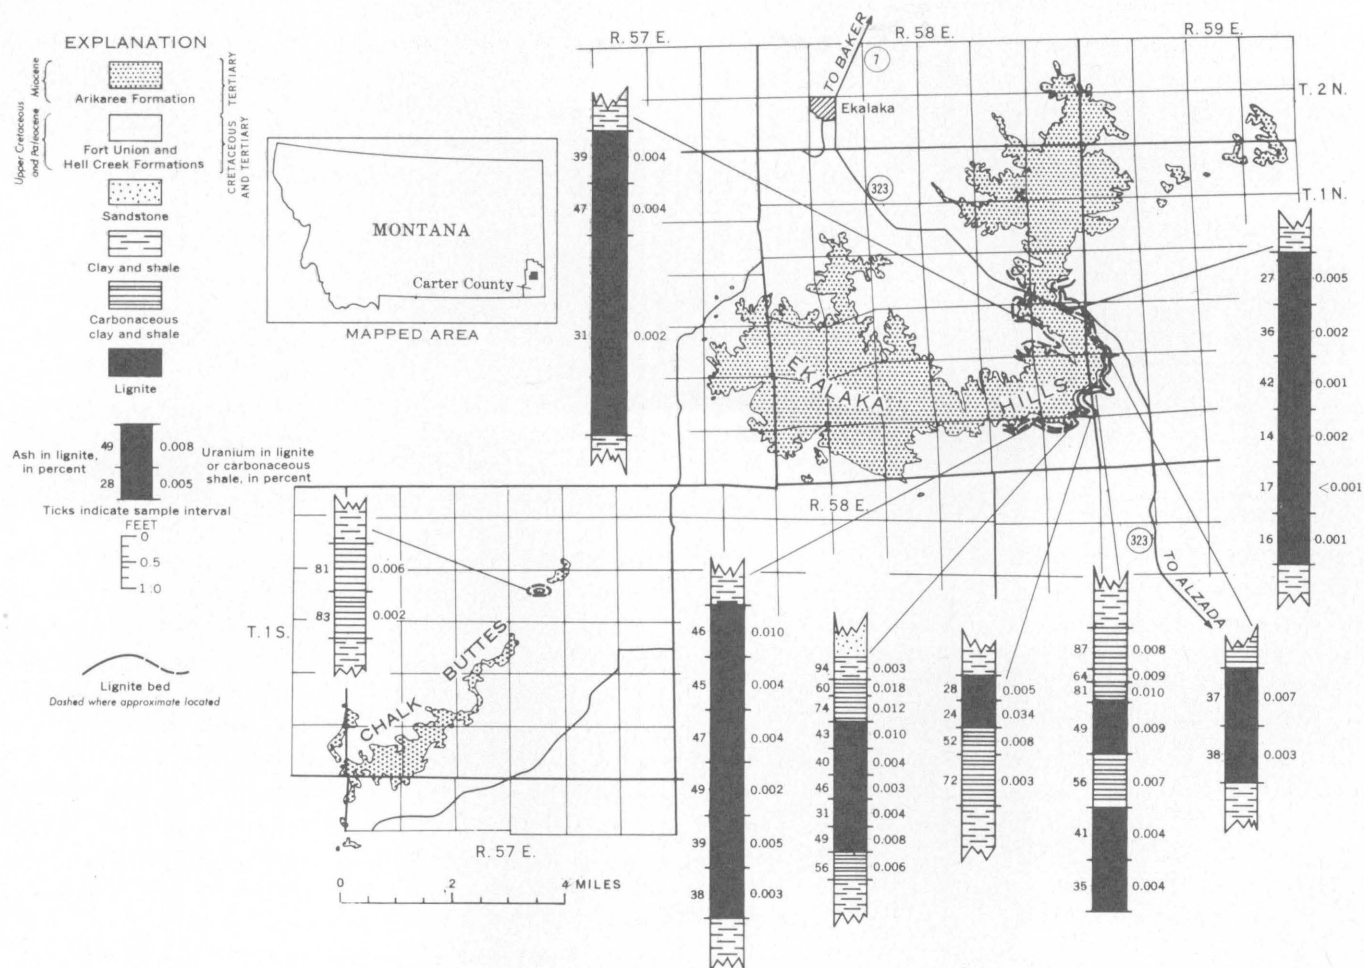 EXPLANATION
Miocene
Arikaree Formation
TERTIARY
Upper Cretaceous
and Paleocene
Fort Union and
Hell Creek Formations
CRETACEOUS
AND TERTIARY
Sandstone
Clay and shale
Carbonaceous
clay and shale
Lignite
49 0.008
28 0.005
Ash in lignite,
in percent
Uranium in lignite
or carbonaceous
shale, in percent
Ticks indicate sample interval
FEET
0
0.5
1.0
Lignite bed
Dashed where approximate located
MONTANA
Carter County
MAPPED AREA
R. 57 E.
R. 58 E.
R. 59 E.
T. 2 N.
T. 1 N.
TO BAKER
7
Ekalaka
323
EKALAKA
HILLS
R. 58 E.
323
TO ALZADA
T. 1 S.
CHALK
BUTTES
R. 57 E.
0 2 4 MILES
39 0.004
47 0.004
31 0.002
81 0.006
83 0.002
46 0.010
45 0.004
47 0.004
49 0.002
39 0.005
38 0.003
94 0.003
60 0.018
74 0.012
43 0.010
40 0.004
46 0.003
31 0.004
49 0.008
56 0.006
28 0.005
24 0.034
52 0.008
72 0.003
87 0.008
64 0.009
81 0.010
49 0.009
56 0.007
41 0.004
35 0.004
37 0.007
38 0.003
27 0.005
36 0.002
42 0.001
14 0.002
17 <0.001
16 0.001